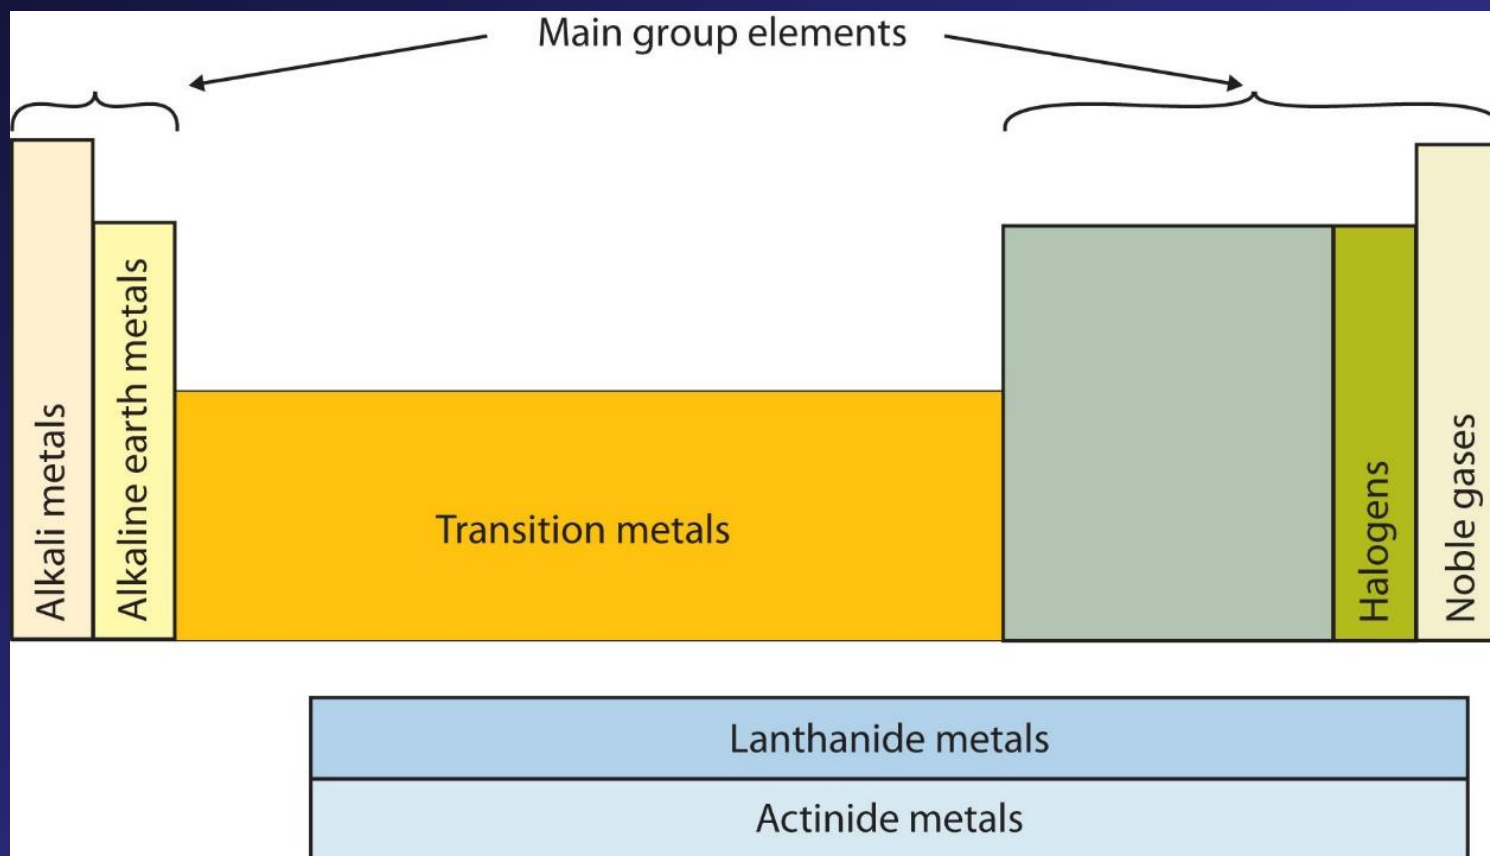 Main group elements
Alkali metals
Alkaline earth metals
Transition metals
Halogens
Noble gases
Lanthanide metals
Actinide metals